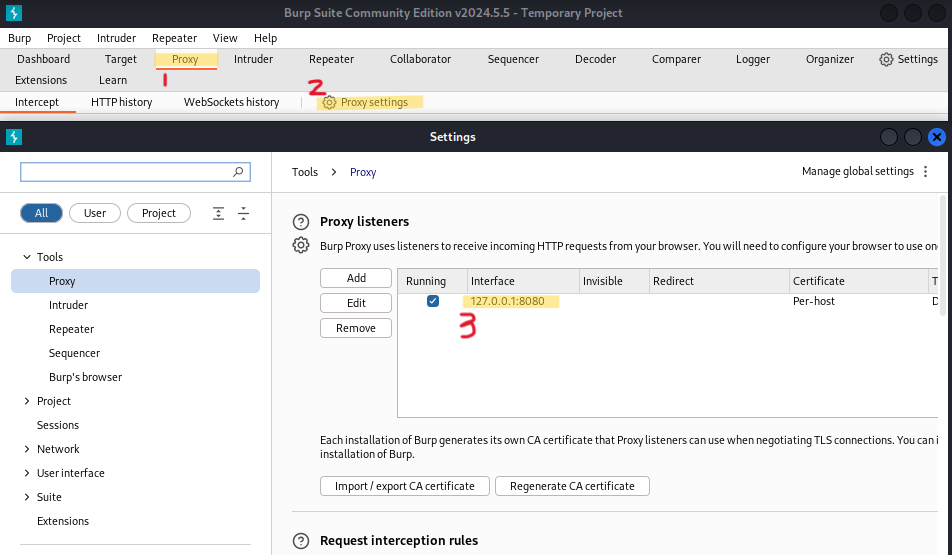 Burp Suite Community Edition v2024.5.5 - Temporary Project
Burp Project Intruder Repeater View Help
Dashboard Target Proxy Intruder Repeater Collaborator Sequencer Decoder Comparer Logger Organizer Settings
Extensions Learn
1 2
Intercept HTTP history WebSockets history Proxy settings
Settings
Tools > Proxy
Manage global settings
All User Project
Tools
Proxy
Intruder
Repeater
Sequencer
Burp's browser
Project
Sessions
Network
User interface
Suite
Extensions
Proxy listeners
Burp Proxy uses listeners to receive incoming HTTP requests from your browser. You will need to configure your browser to use
Add
Edit
Remove
Running Interface Invisible Redirect Certificate
127.0.0.1:8080 Per-host
3
Each installation of Burp generates its own CA certificate that Proxy listeners can use when negotiating TLS connections. You can
installation of Burp.
Import / export CA certificate Regenerate CA certificate
Request interception rules